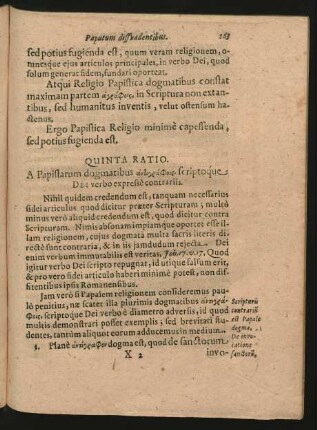 Papatum dissuadentibus. 163
sed potius fugienda est, quum veram religionem, o-
mnesque ejus articulos principales, in verbo Dei, quod
solum generat fidem, fundari oporteat.
Atqui Religio Papistica dogmatibus constat
maximam partem ἀγράφοις, in Scriptura non extan-
tibus, sed humanitus inventis, velut ostensum ha-
ctenus.
Ergo Papistica Religio minimè capessenda,
sed potius fugienda est.
QUINTA RATIO.
A Papistarum dogmatibus scriptoque
DEI verbo expressè contrariis.
Nihil quidem credendum est, tanquam necessarius
fidei articulus quod dicitur præter Scripturam; multò
minus verò aliquid credendum est, quod dicitur contra
Scripturam. Nimis absonam impiamque oportet esse il-
lam religionem, cujus dogmata multa sacris literis di-
rectè sunt contraria, & in iis jamdudum rejecta. Dei
enim verbum immutabilis est veritas. Joh. 17. v. 17. Quod
igitur verbo Dei scripto repugnat, id utique falsum erit,
& pro vero fidei articulo haberi minimè potest, non dis-
sitentibus ipsis Romanensibus.
Jam verò si Papalem religionem consideremus pau-
lò penitius, næ scatet illa plurimis dogmatibus
scriptoque Dei verbo è diametro adversis, id quod
multis demonstrari posset exemplis; sed brevitati stu-
dentes, tantùm aliquot eorum adducemus in medium.
1. Planè dogma est, quod de sanctorum
X 2 invo-
Scripturæ
contraria
est Papale
dogma,
De invo-
catione
sanctorũ.